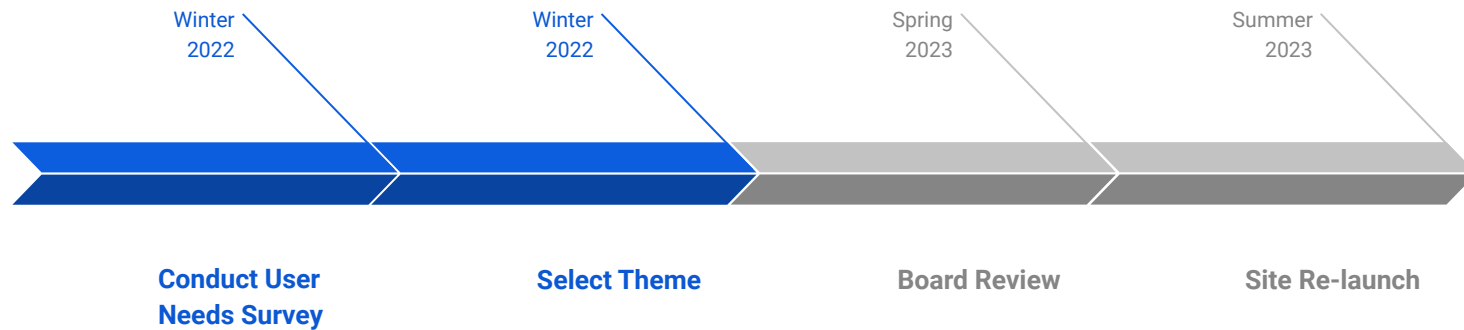 Winter
2022
Winter
2022
Spring
2023
Summer
2023
Conduct User
Needs Survey
Select Theme
Board Review
Site Re-launch